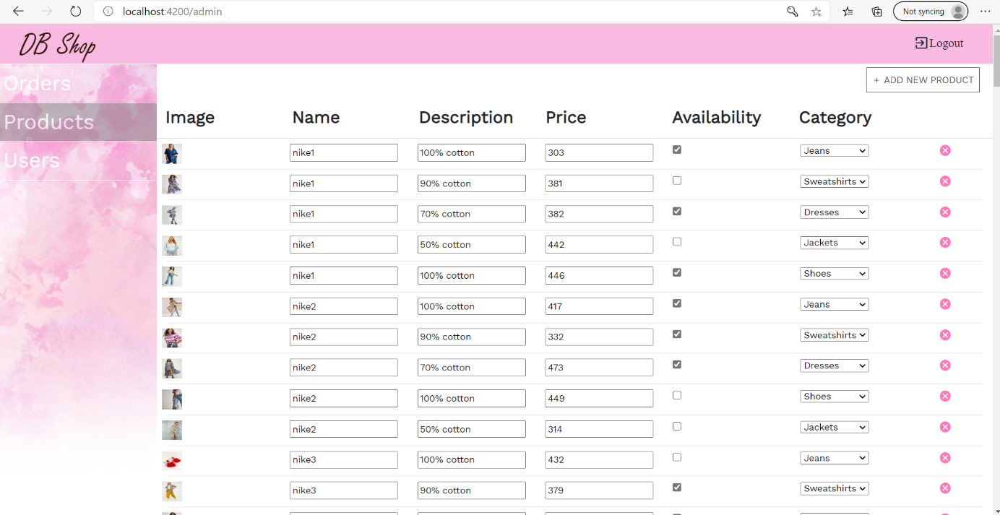 localhost:4200/admin
Not syncing
DB Shop
Logout
Orders
Products
Users
+ ADD NEW PRODUCT
Image Name Description Price Availability Category
nike1 100% cotton 303 Jeans
nike1 90% cotton 381 Sweatshirts
nike1 70% cotton 382 Dresses
nike1 50% cotton 442 Jackets
nike1 100% cotton 446 Shoes
nike2 100% cotton 417 Jeans
nike2 90% cotton 332 Sweatshirts
nike2 70% cotton 473 Dresses
nike2 100% cotton 449 Shoes
nike2 50% cotton 314 Jackets
nike3 100% cotton 432 Jeans
nike3 90% cotton 379 Sweatshirts